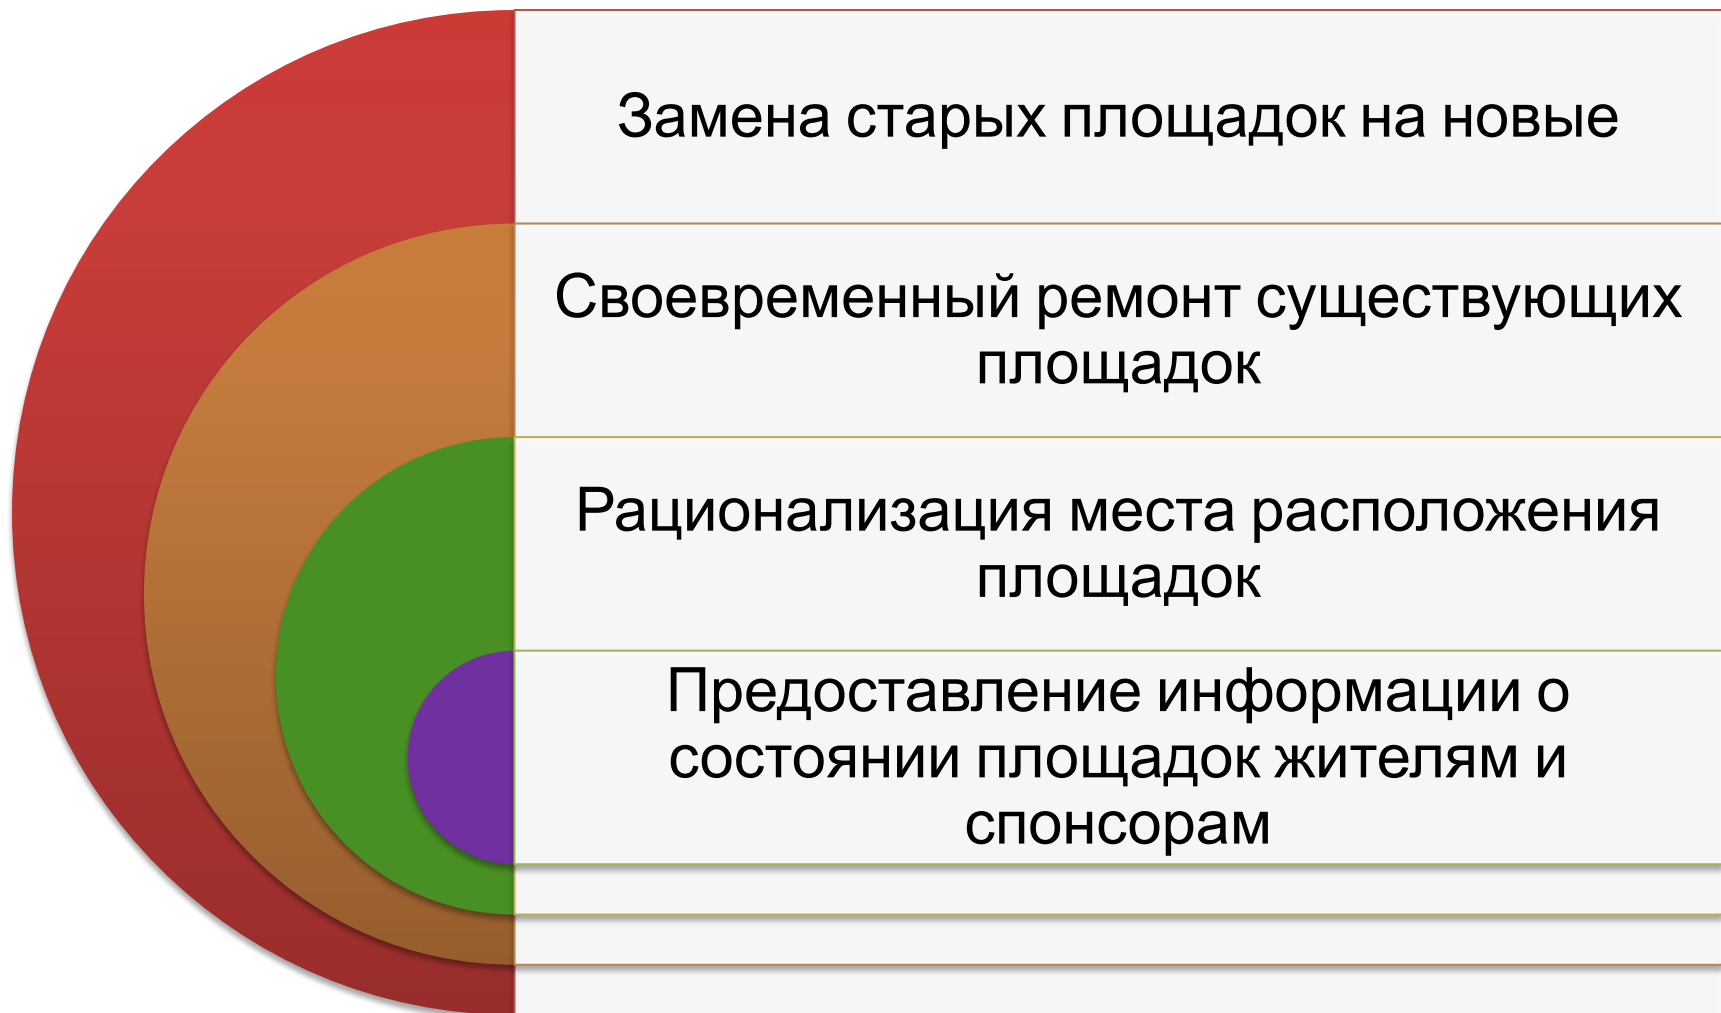 Замена старых площадок на новые
Своевременный ремонт существующих
площадок
Рационализация места расположения
площадок
Предоставление информации о
состоянии площадок жителям и
спонсорам